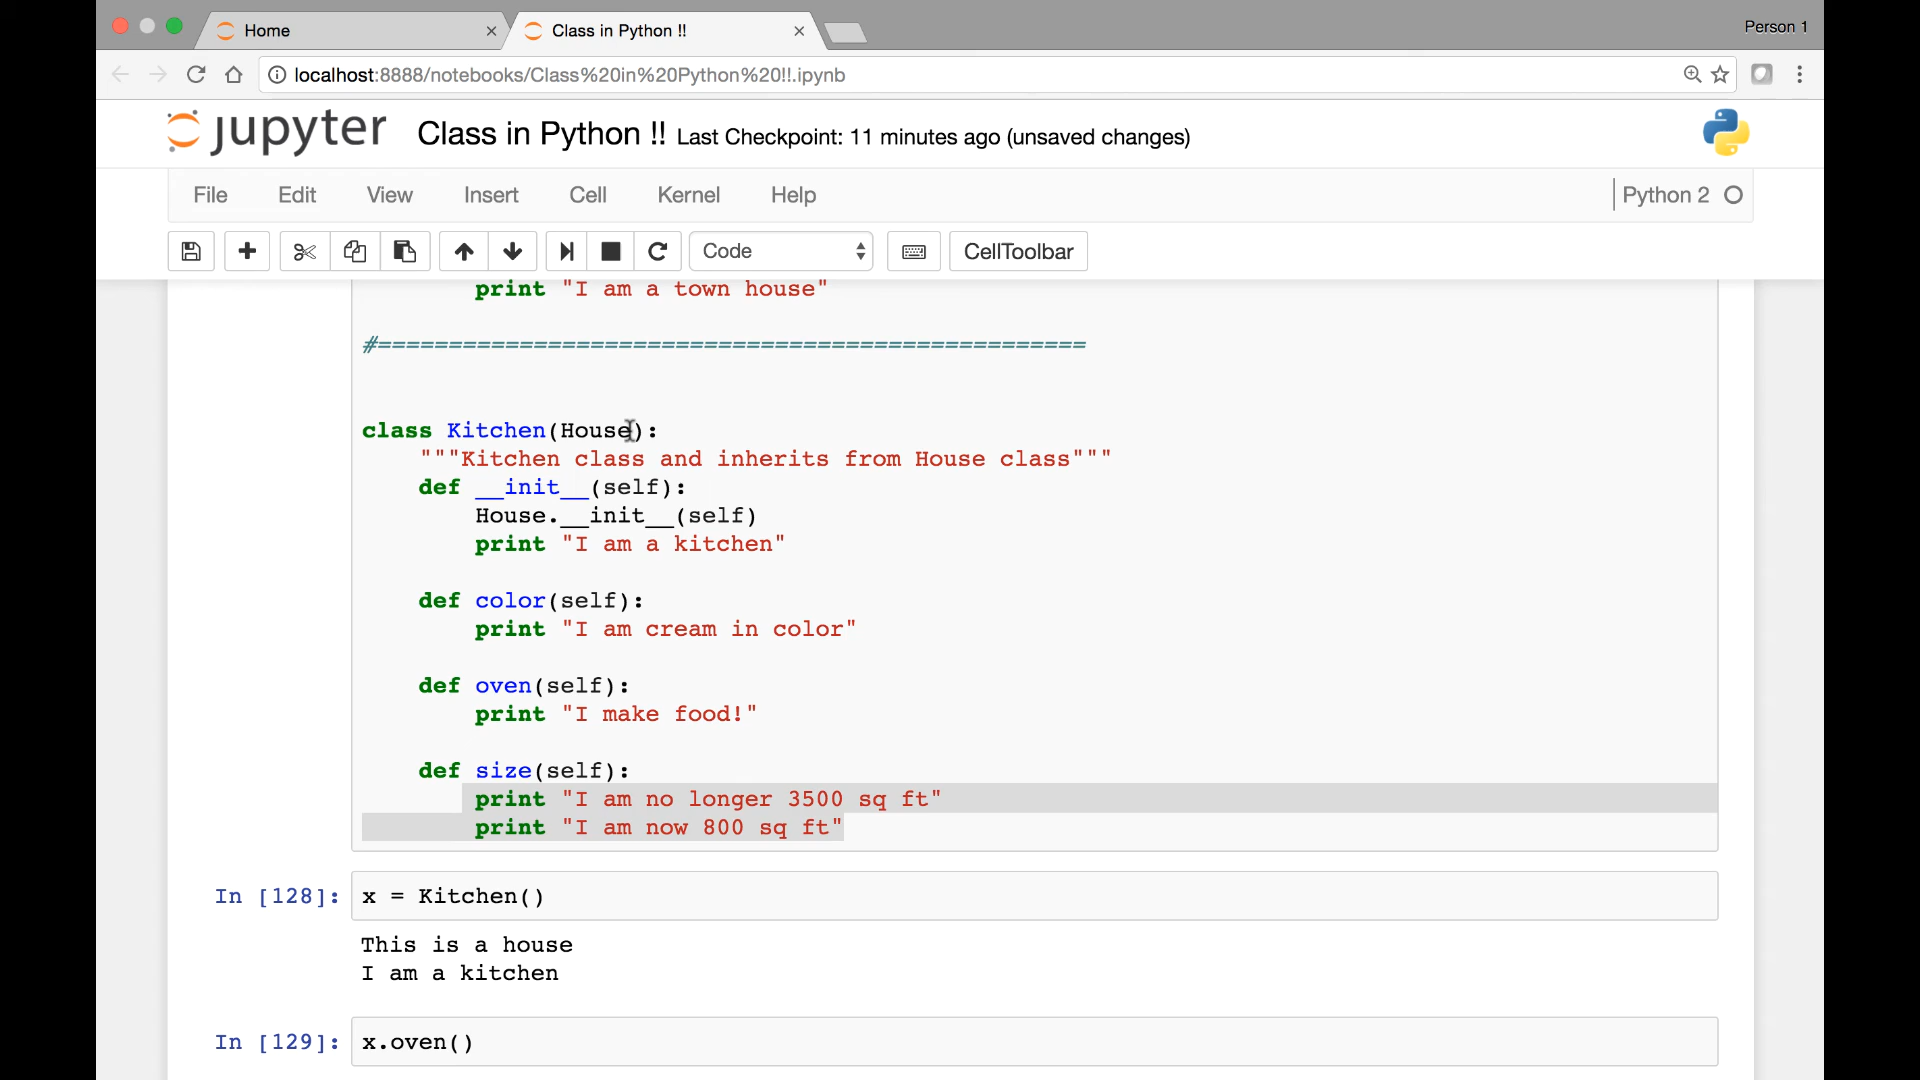 Home
Class in Python !!
Person 1
localhost:8888/notebooks/Class%20in%20Python%20!!.ipynb
jupyter Class in Python !! Last Checkpoint: 11 minutes ago (unsaved changes)
File Edit View Insert Cell Kernel Help Python 2
Code CellToolbar
print "I am a town house"
#==================================================
class Kitchen(House):
"""Kitchen class and inherits from House class"""
def __init__(self):
House.__init__(self)
print "I am a kitchen"
def color(self):
print "I am cream in color"
def oven(self):
print "I make food!"
def size(self):
print "I am no longer 3500 sq ft"
print "I am now 800 sq ft"
In [128]: x = Kitchen()
This is a house
I am a kitchen
In [129]: x.oven()